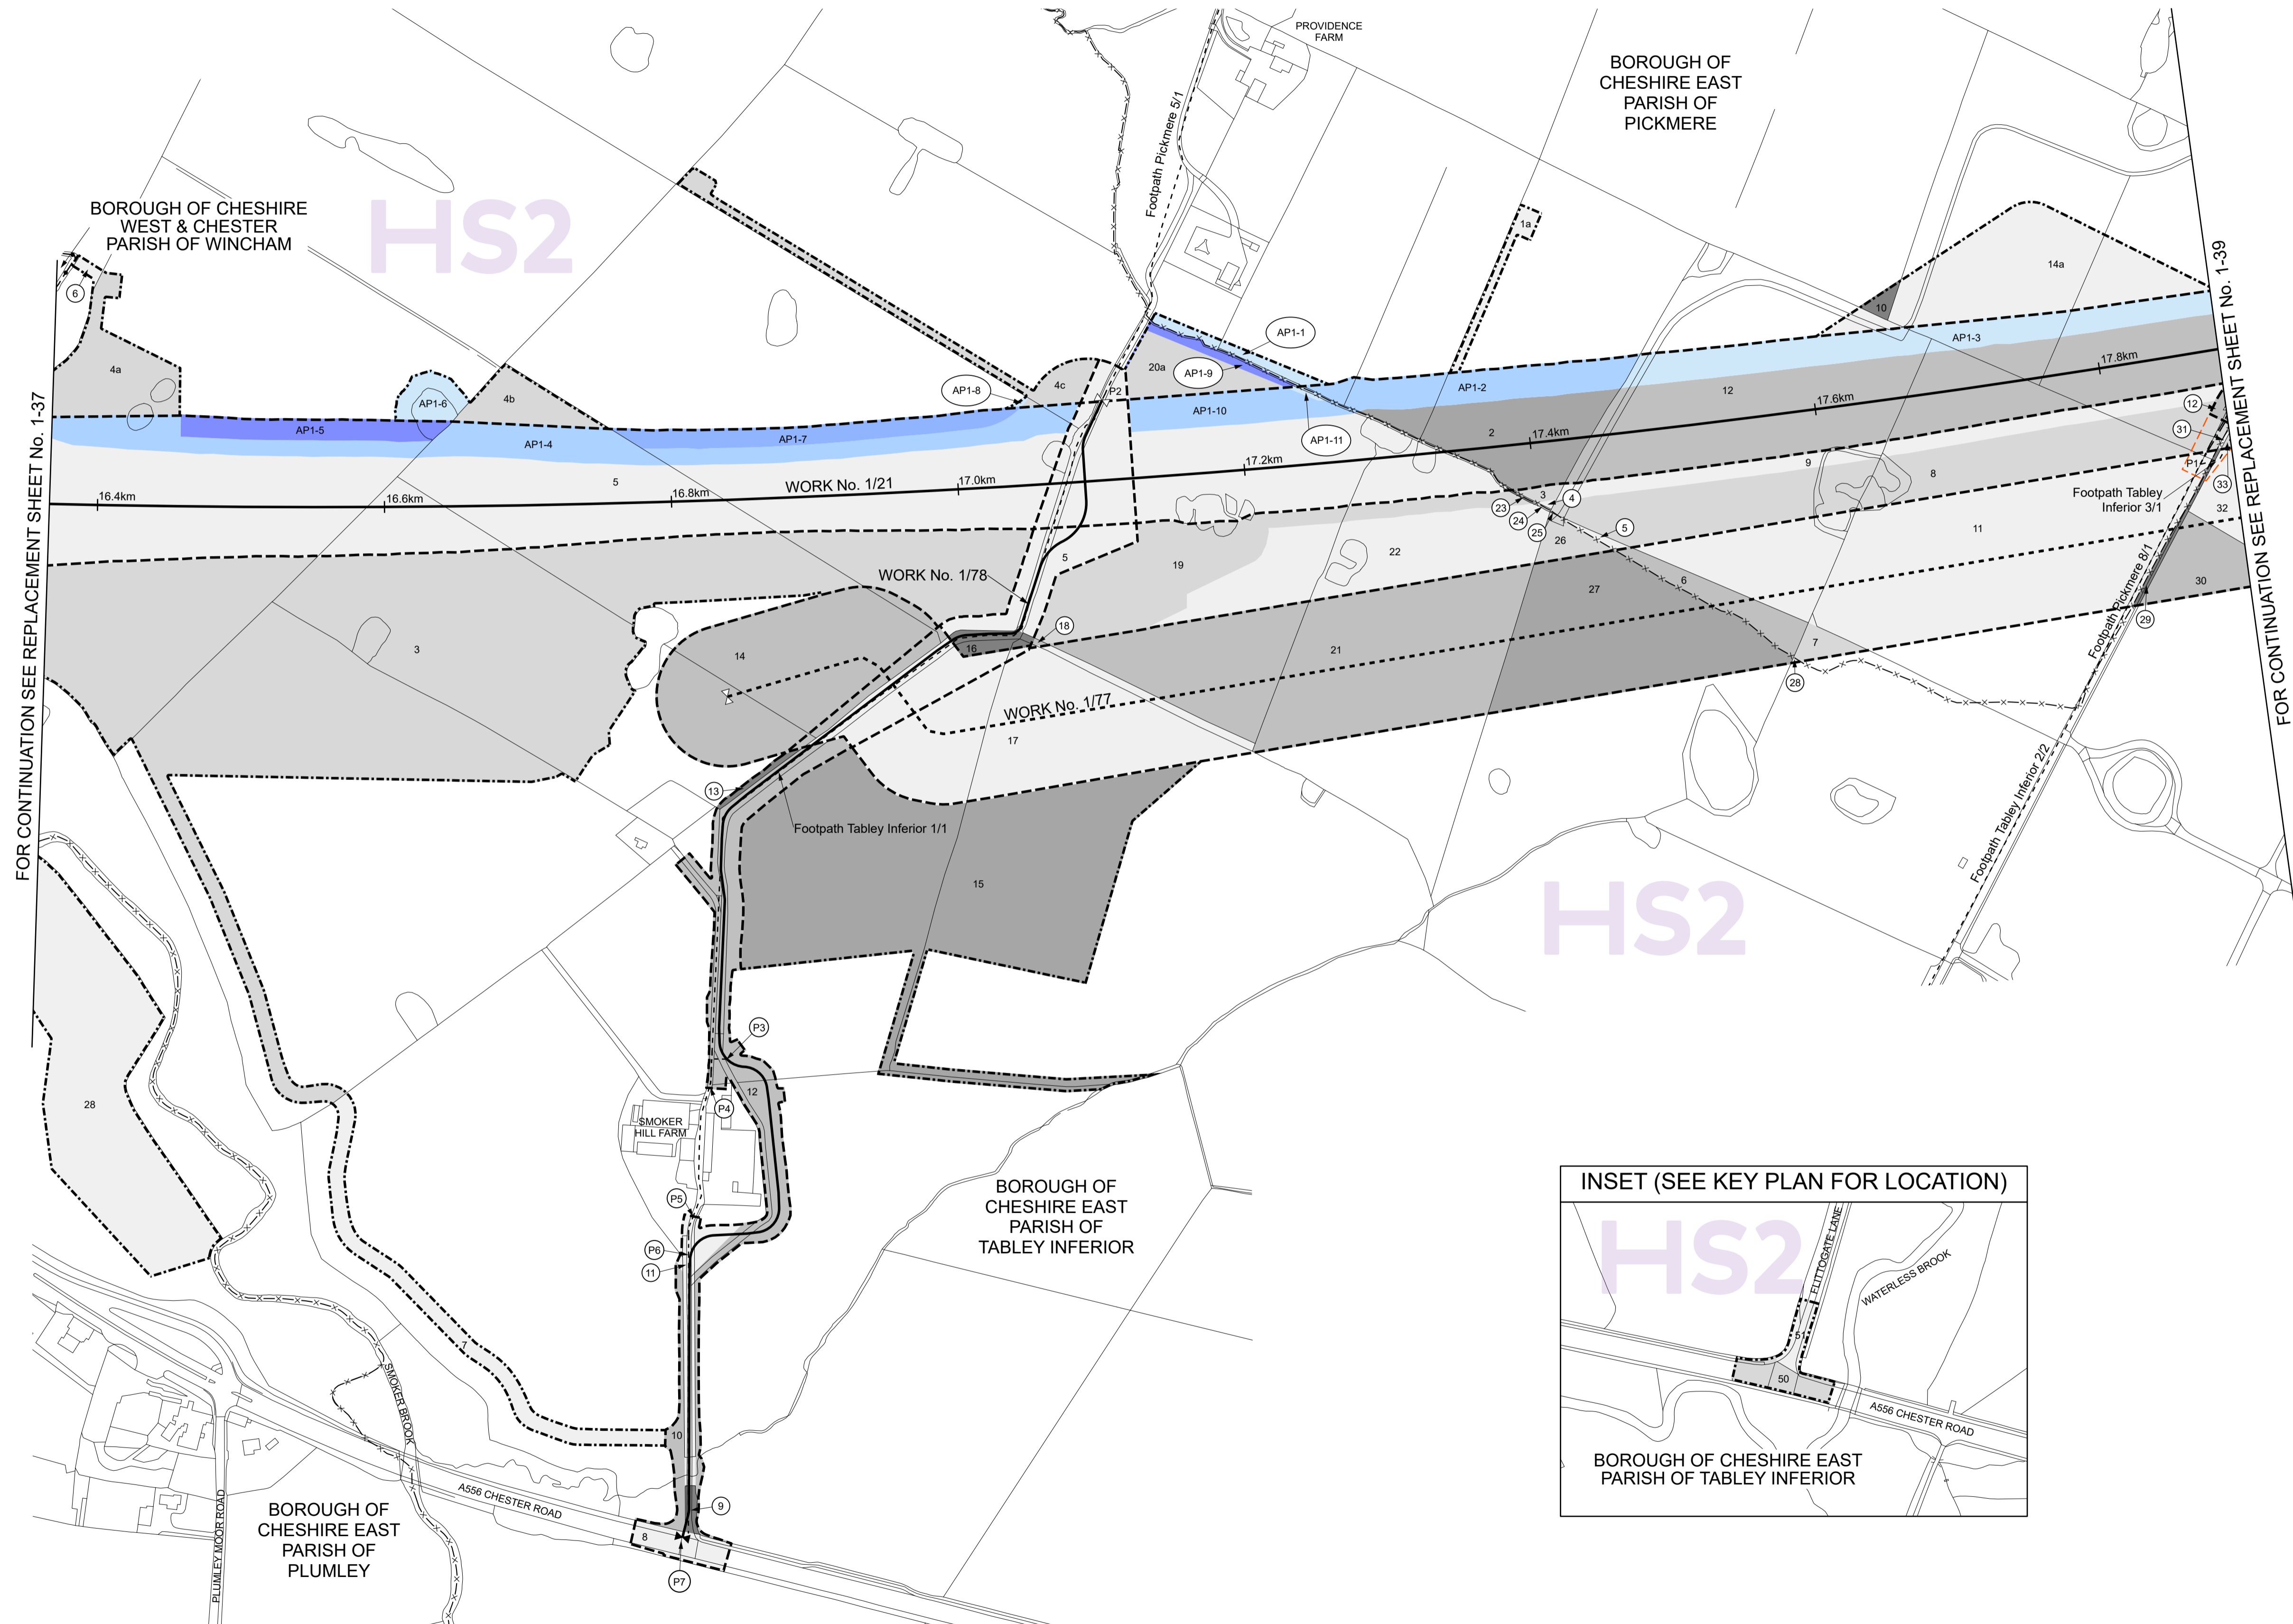 PROVIDENCE
FARM
BOROUGH OF
CHESHIRE EAST
PARISH OF
PICKMERE
Footpath Pickmere 5/1
BOROUGH OF CHESHIRE
WEST & CHESTER
PARISH OF WINCHAM
HS2
FOR CONTINUATION SEE REPLACEMENT SHEET No. 1-37
FOR CONTINUATION SEE REPLACEMENT SHEET No. 1-39
6
4a
4b
4c
20a
1a
14a
10
AP1-1
AP1-9
AP1-8
AP1-6
AP1-5
AP1-4
AP1-7
AP1-10
AP1-11
AP1-2
AP1-3
P2
2
12
17.8km
17.6km
17.4km
17.2km
17.0km
16.8km
16.6km
16.4km
WORK No. 1/21
5
12
31
P1
33
32
Footpath Tabley
Inferior 3/1
9
8
3
4
23
24
25
26
5
22
19
5
WORK No. 1/78
11
6
27
7
28
30
29
Footpath Pickmere 8/1
18
16
21
3
14
WORK No. 1/77
17
13
Footpath Tabley Inferior 1/1
Footpath Tabley Inferior 2/2
15
HS2
P3
12
P4
28
SMOKER
HILL FARM
P5
P6
11
BOROUGH OF
CHESHIRE EAST
PARISH OF
TABLEY INFERIOR
7
SMOKER BROOK
10
9
8
P7
A556 CHESTER ROAD
PLUMLEY MOOR ROAD
BOROUGH OF
CHESHIRE EAST
PARISH OF
PLUMLEY
INSET (SEE KEY PLAN FOR LOCATION)
HS2
FLITTOGATE LANE
WATERLESS BROOK
51
50
A556 CHESTER ROAD
BOROUGH OF CHESHIRE EAST
PARISH OF TABLEY INFERIOR